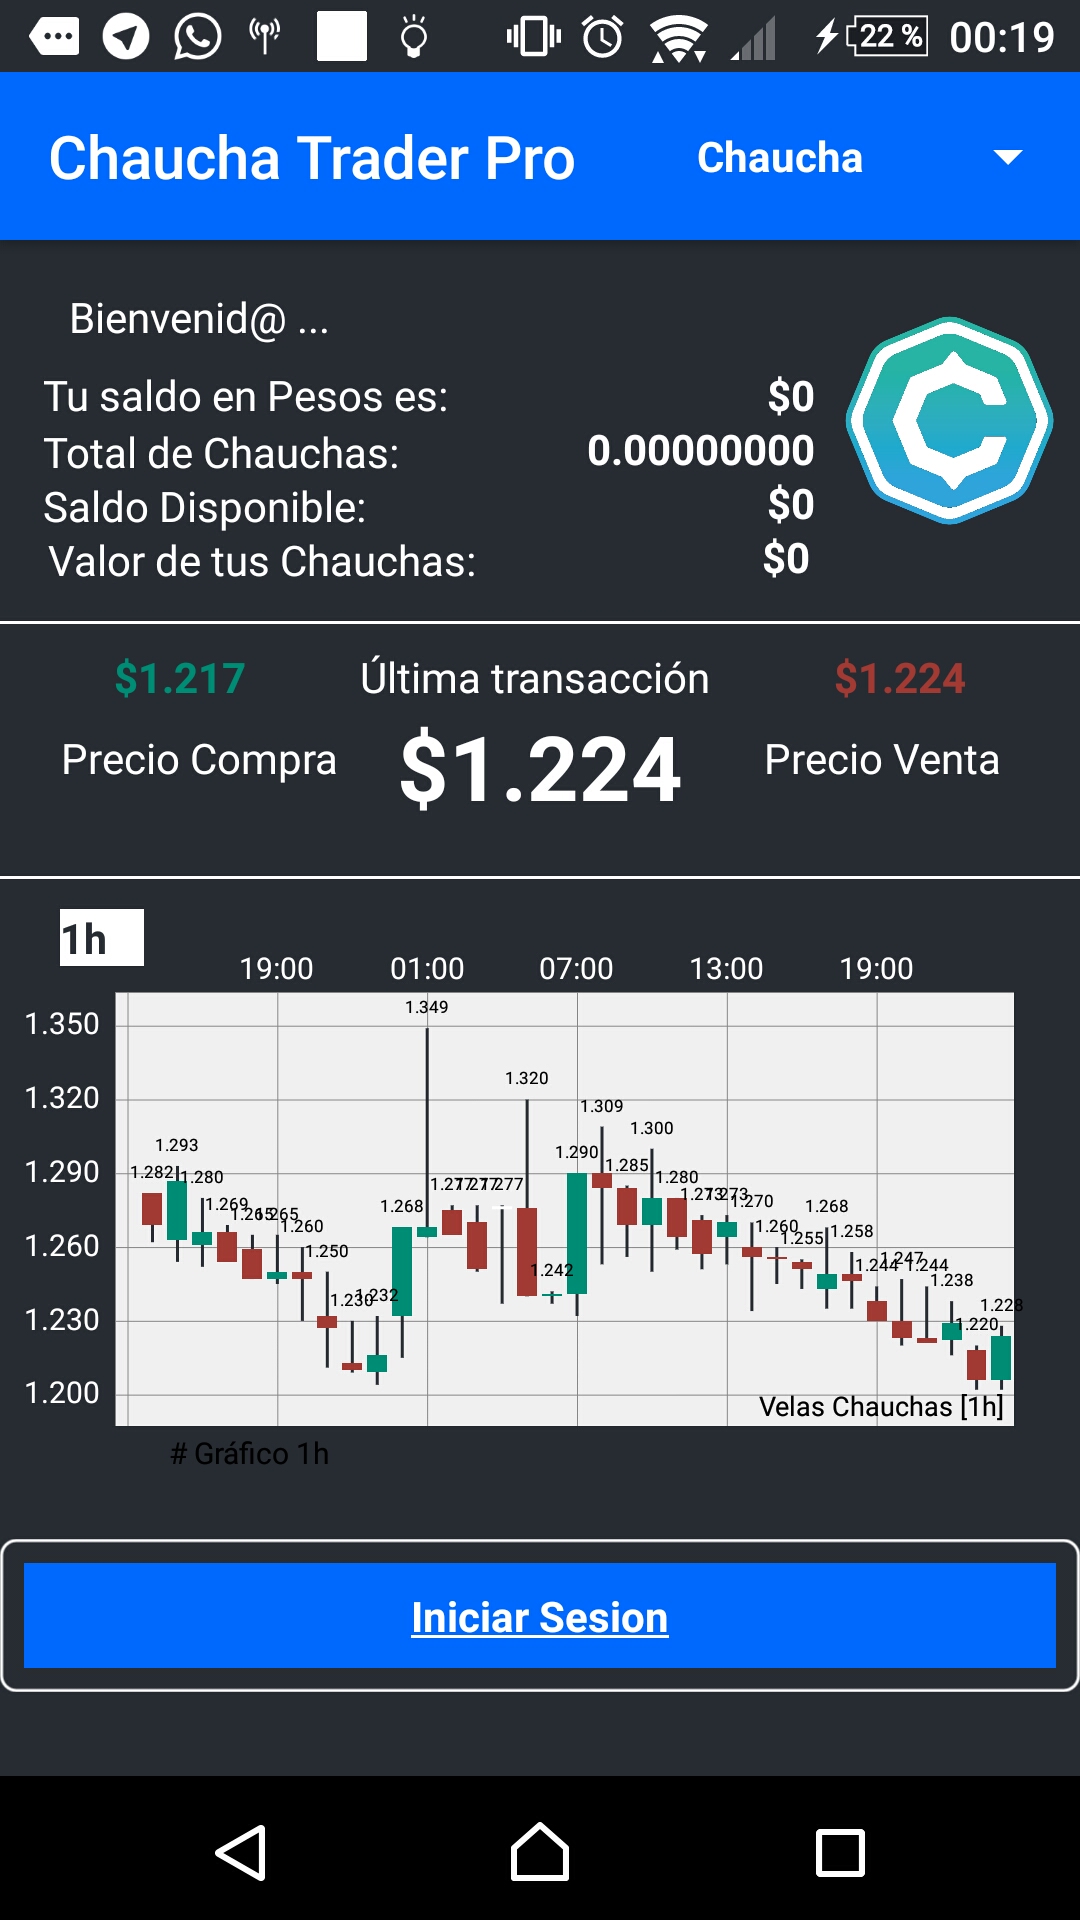 22 % 00:19
Chaucha Trader Pro Chaucha
Bienvenid@ ...
Tu saldo en Pesos es: $0
Total de Chauchas: 0.00000000
Saldo Disponible: $0
Valor de tus Chauchas: $0
$1.217 Última transacción $1.224
Precio Compra $1.224 Precio Venta
1h
19:00 01:00 07:00 13:00 19:00
1.350
1.320
1.290
1.260
1.230
1.200
1.282 1.293 1.280 1.269 1.265 1.265 1.260 1.250 1.230 1.232 1.268 1.349 1.277 1.277 1.277 1.320 1.242 1.290 1.309 1.285 1.300 1.280 1.273 1.273 1.270 1.260 1.255 1.268 1.258 1.244 1.247 1.244 1.238 1.220 1.228
Velas Chauchas [1h]
# Gráfico 1h
Iniciar Sesion